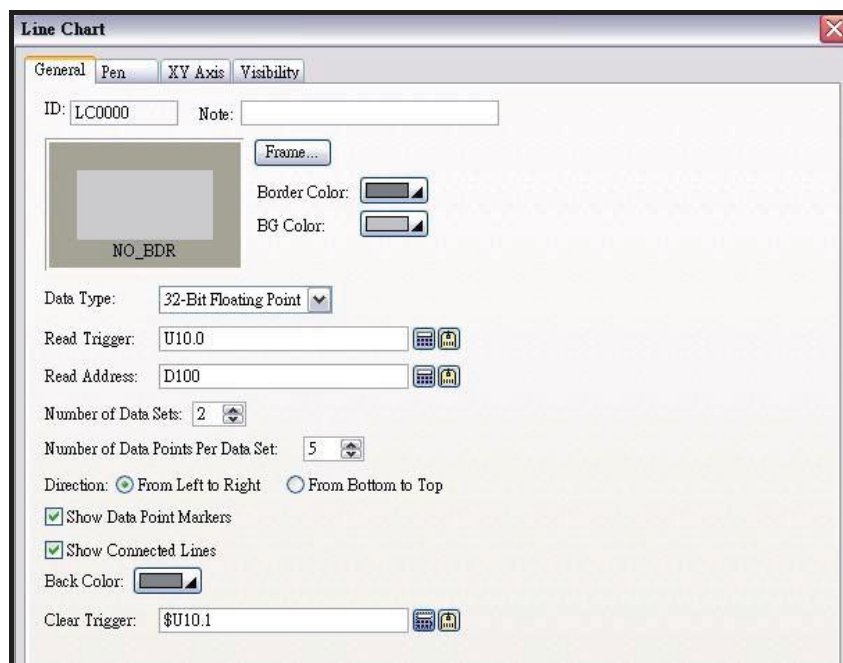 Line Chart
General Pen XY Axis Visibility
ID: LC0000 Note:
Frame...
Border Color:
BG Color:
NO_BDR
Data Type: 32-Bit Floating Point
Read Trigger: U10.0
Read Address: D100
Number of Data Sets: 2
Number of Data Points Per Data Set: 5
Direction: From Left to Right From Bottom to Top
Show Data Point Markers
Show Connected Lines
Back Color:
Clear Trigger: $U10.1